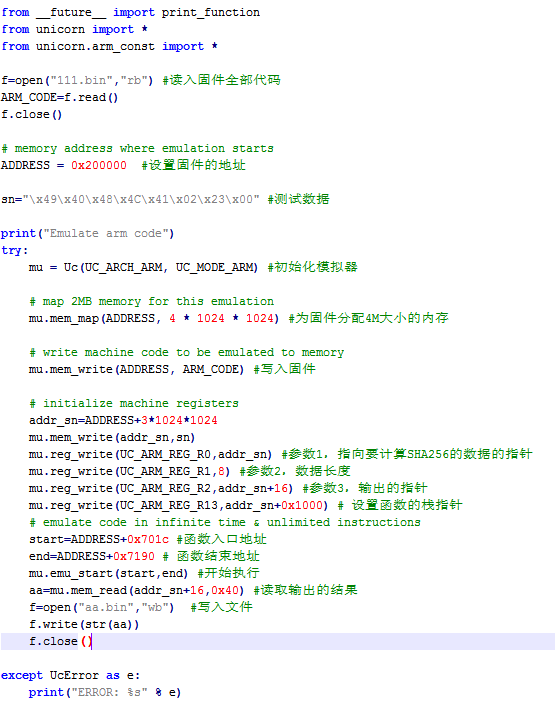 from __future__ import print_function
from unicorn import *
from unicorn.arm_const import *
f=open("111.bin","rb") #读入固件全部代码
ARM_CODE=f.read()
f.close()
# memory address where emulation starts
ADDRESS = 0x200000  #设置固件的地址
sn="\x49\x40\x48\x4C\x41\x02\x23\x00" #测试数据
print("Emulate arm code")
try:
    mu = Uc(UC_ARCH_ARM, UC_MODE_ARM) #初始化模拟器
    # map 2MB memory for this emulation
    mu.mem_map(ADDRESS, 4 * 1024 * 1024) #为固件分配4M大小的内存
    # write machine code to be emulated to memory
    mu.mem_write(ADDRESS, ARM_CODE) #写入固件
    # initialize machine registers
    addr_sn=ADDRESS+3*1024*1024
    mu.mem_write(addr_sn,sn)
    mu.reg_write(UC_ARM_REG_R0,addr_sn) #参数1，指向要计算SHA256的数据的指针
    mu.reg_write(UC_ARM_REG_R1,8) #参数2，数据长度
    mu.reg_write(UC_ARM_REG_R2,addr_sn+16) #参数3，输出的指针
    mu.reg_write(UC_ARM_REG_R13,addr_sn+0x1000) # 设置函数的栈指针
    # emulate code in infinite time & unlimited instructions
    start=ADDRESS+0x701c #函数入口地址
    end=ADDRESS+0x7190 # 函数结束地址
    mu.emu_start(start,end) #开始执行
    aa=mu.mem_read(addr_sn+16,0x40) #读取输出的结果
    f=open("aa.bin","wb")  #写入文件
    f.write(str(aa))
    f.close()
except UcError as e:
    print("ERROR: %s" % e)